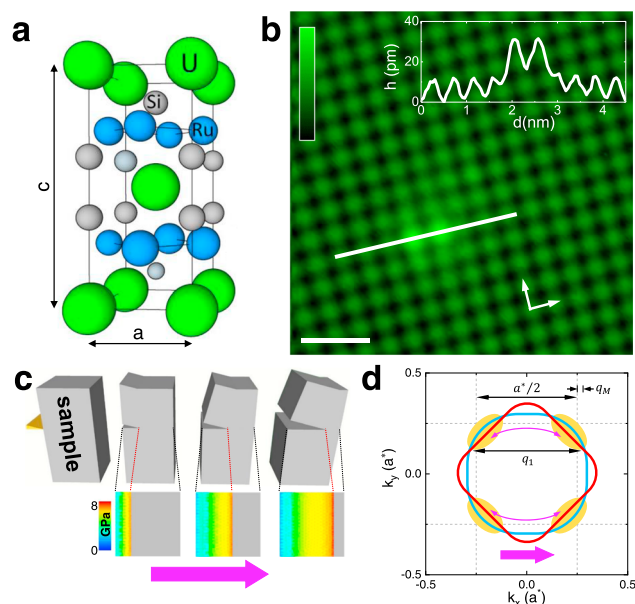 a
U
Si
Ru
c
a
b
40
20
0
h (pm)
0 1 2 3 4
d(nm)
c
sample
8
GPa
0
d
0.5
0.0
-0.5
k_y (a*)
a*/2
q_M
q_1
-0.5 0.0 0.5
k_x (a*)